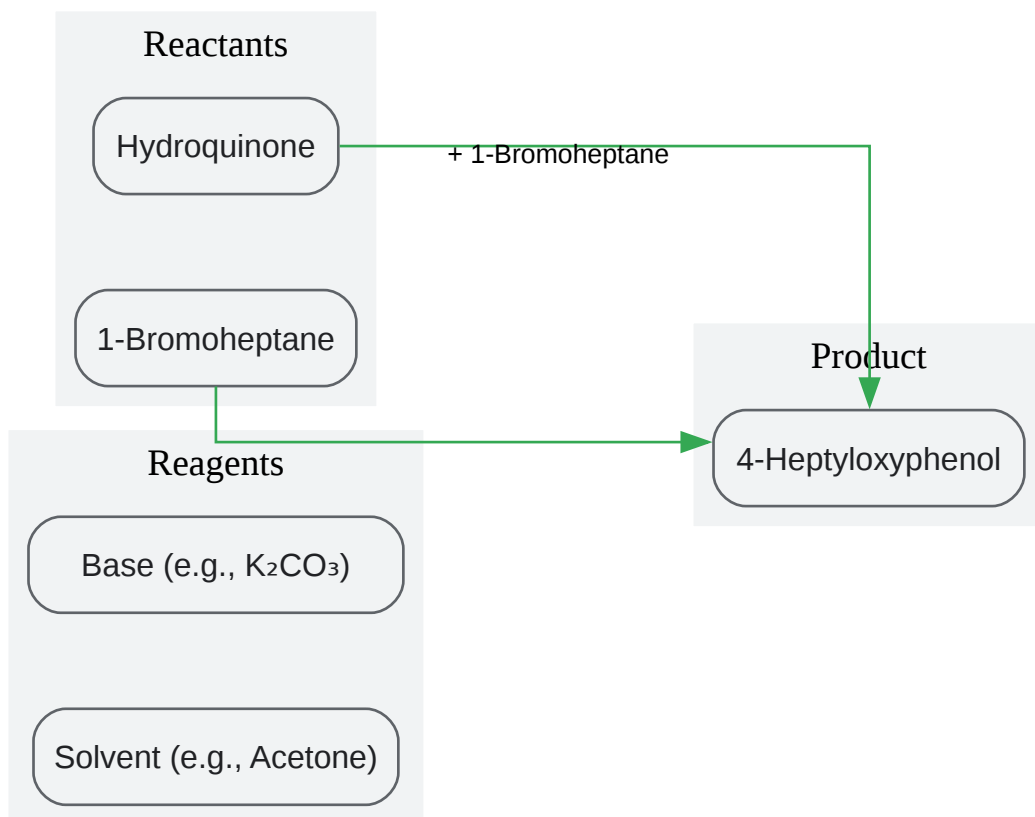 Reactants
Hydroquinone
+ 1-Bromoheptane
1-Bromoheptane
Product
4-Heptyloxyphenol
Reagents
Base (e.g., K₂CO₃)
Solvent (e.g., Acetone)